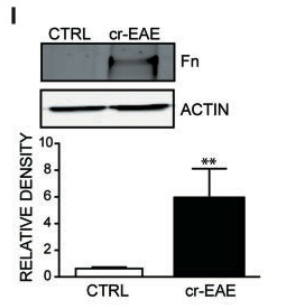 I
CTRL cr-EAE
Fn
ACTIN
RELATIVE DENSITY
10
8
6
4
2
0
**
CTRL cr-EAE